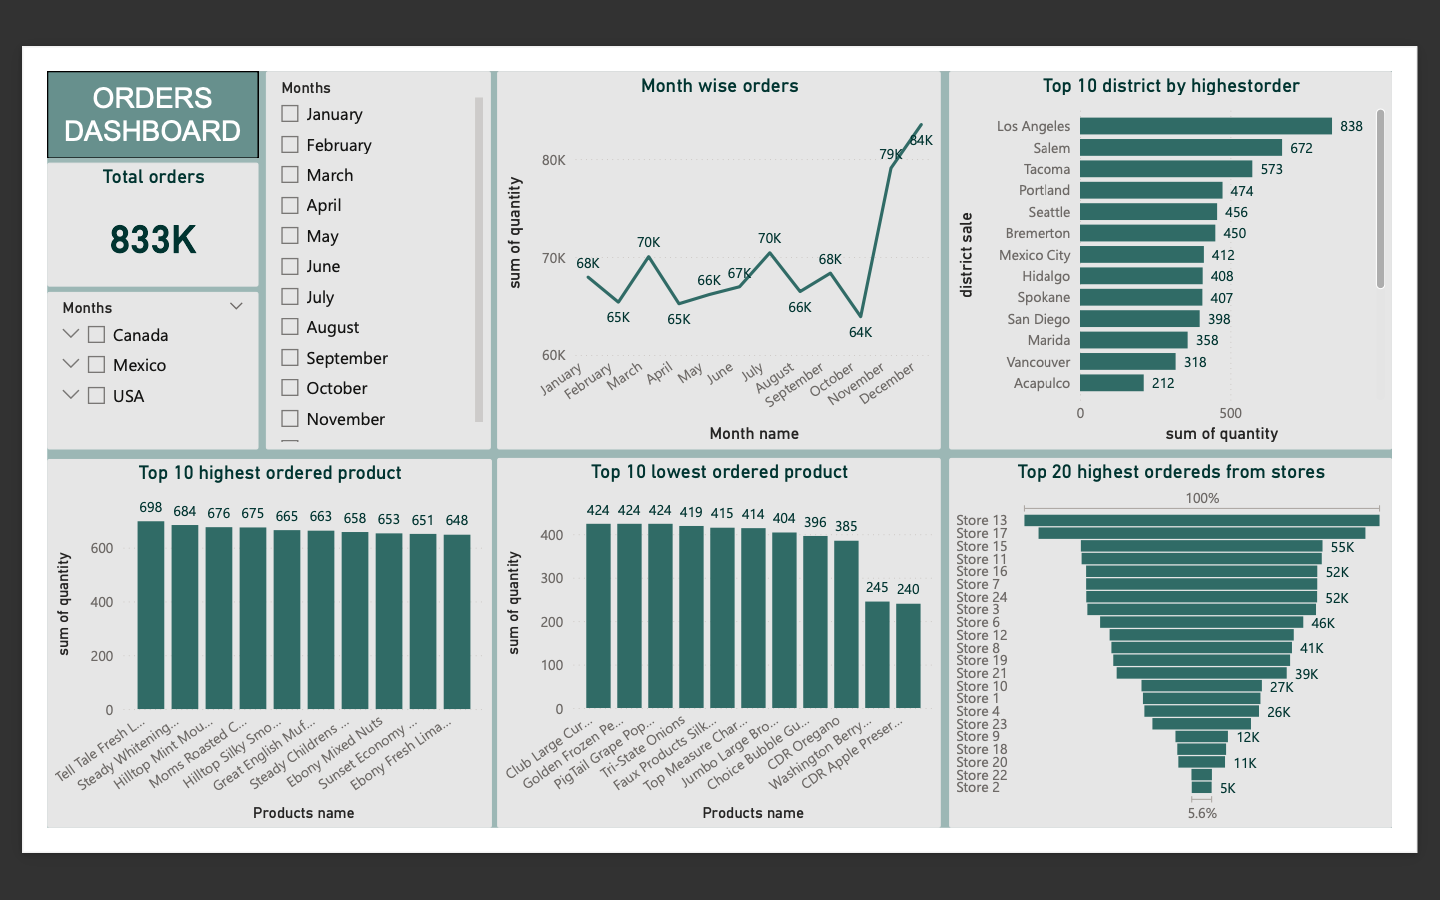 ORDERS
DASHBOARD
Total orders
833K
Months
Canada
Mexico
USA
Months
January
February
March
April
May
June
July
August
September
October
November
Month wise orders
sum of quantity
80K
70K
60K
68K
65K
70K
65K
66K
67K
70K
66K
68K
64K
79K
84K
January
February
March
April
May
June
July
August
September
October
November
December
Month name
Top 10 district by highestorder
district sale
Los Angeles 838
Salem 672
Tacoma 573
Portland 474
Seattle 456
Bremerton 450
Mexico City 412
Hidalgo 408
Spokane 407
San Diego 398
Marida 358
Vancouver 318
Acapulco 212
0 500
sum of quantity
Top 10 highest ordered product
sum of quantity
600
400
200
0
698 684 676 675 665 663 658 653 651 648
Tell Tale Fresh L...
Steady Whitening...
Hilltop Mint Mou...
Moms Roasted C...
Hilltop Silky Smo...
Great English Muf...
Steady Childrens ...
Ebony Mixed Nuts
Sunset Economy ...
Ebony Fresh Lima...
Products name
Top 10 lowest ordered product
sum of quantity
400
300
200
100
0
424 424 424 419 415 414 404 396 385 245 240
Club Large Cur...
Golden Frozen Pe...
PigTail Grape Pop...
Tri-State Onions
Faux Products Silk...
Top Measure Char...
Jumbo Large Bro...
Choice Bubble Gu...
CDR Oregano
Washington Berry...
CDR Apple Preser...
Products name
Top 20 highest ordereds from stores
100%
Store 13
Store 17
Store 15 55K
Store 11
Store 16 52K
Store 7
Store 24 52K
Store 3
Store 6 46K
Store 12
Store 8 41K
Store 19
Store 21 39K
Store 10 27K
Store 1
Store 4 26K
Store 23
Store 9 12K
Store 18
Store 20 11K
Store 22
Store 2 5K
5.6%